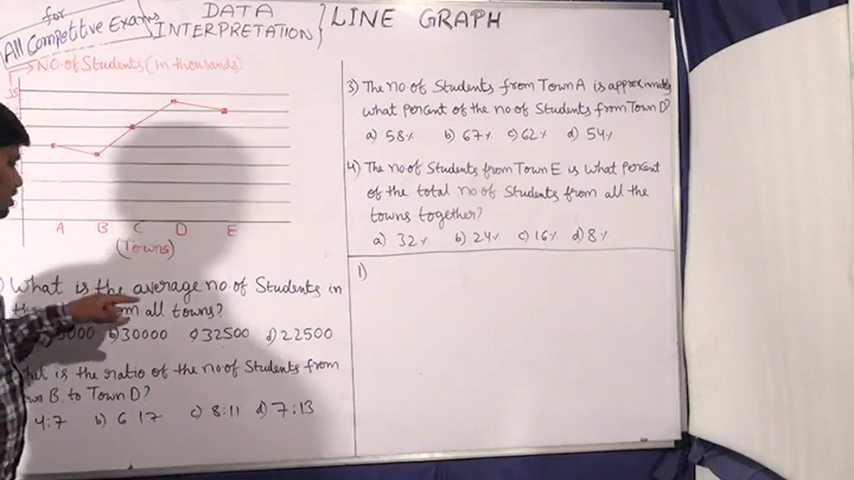 for
All Competitive Exams
DATA
INTERPRETATION
LINE GRAPH
No. of Students (in thousands)
35
A B C D E
(Towns)
What is the average no of Students in
from all towns?
b) 30000 c) 32500 d) 22500
is the ratio of the no of Students from
B to Town D?
4:7 b) 6 17 c) 8:11 d) 7:13
3) The no of Students from Town A is approximately
what percent of the no of Students from Town D?
a) 58% b) 67% c) 62% d) 54%
4) The no of Students from Town E is what percent
of the total no of Students from all the
towns together?
a) 32% b) 24% c) 16% d) 8%
1)